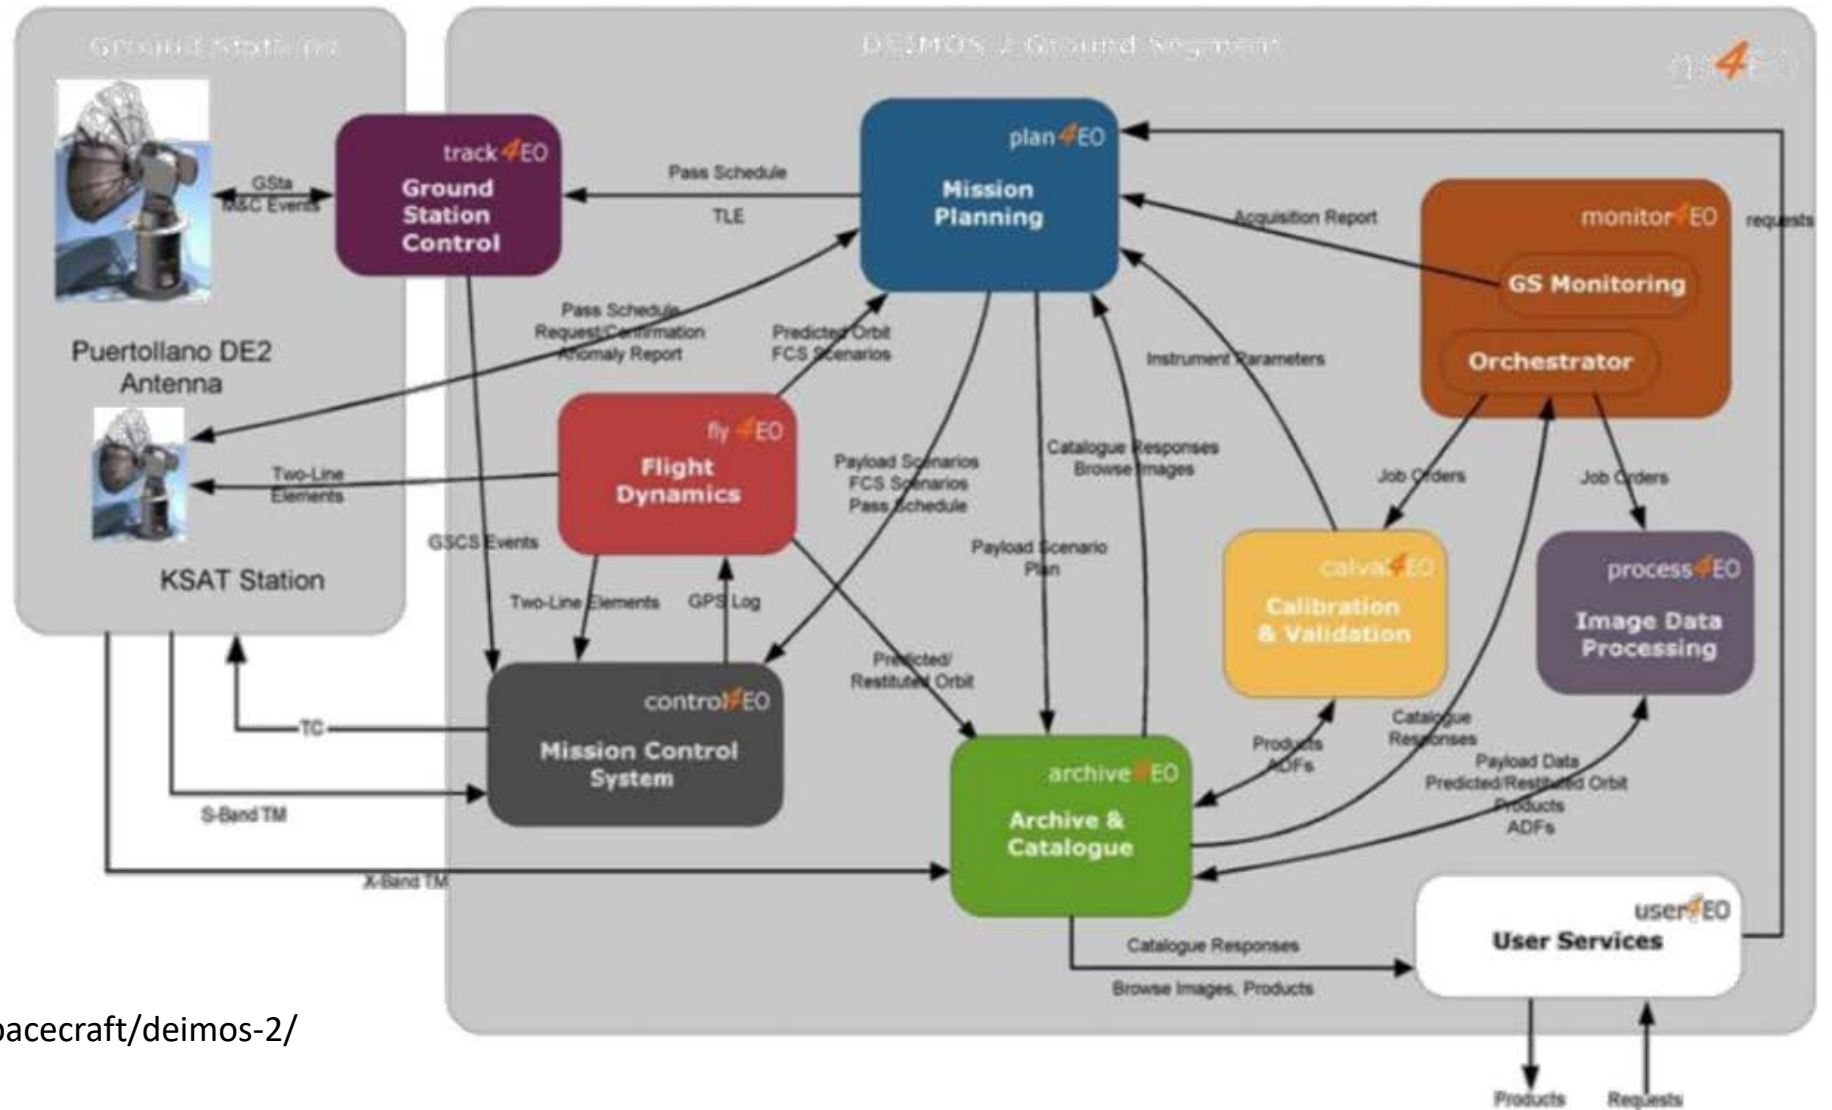 Ground Stations
DEIMOS 2 Ground Segment
gs4EO
track4EO
Ground
Station
Control
GSta
M&C Events
Pass Schedule
TLE
plan4EO
Mission
Planning
Acquisition Report
monitor4EO
GS Monitoring
Orchestrator
requests
Puertollano DE2
Antenna
Pass Schedule
Request/Confirmation
Anomaly Report
Predicted Orbit
FCS Scenarios
Instrument Parameters
fly4EO
Flight
Dynamics
Two-Line
Elements
Payload Scenarios
FCS Scenarios
Pass Schedule
Catalogue Responses
Browse Images
Job Orders
Job Orders
GSCS Events
Payload Scenario
Plan
KSAT Station
Two-Line Elements
GPS Log
calval4EO
Calibration
& Validation
process4EO
Image Data
Processing
Predicted/
Restituted Orbit
control4EO
Mission Control
System
TC
S-Band TM
X-Band TM
archive4EO
Archive &
Catalogue
Products
ADFs
Catalogue
Responses
Payload Data
Predicted/Restituted Orbit
Products
ADFs
user4EO
User Services
Catalogue Responses
Browse Images, Products
pacecraft/deimos-2/
Products
Requests